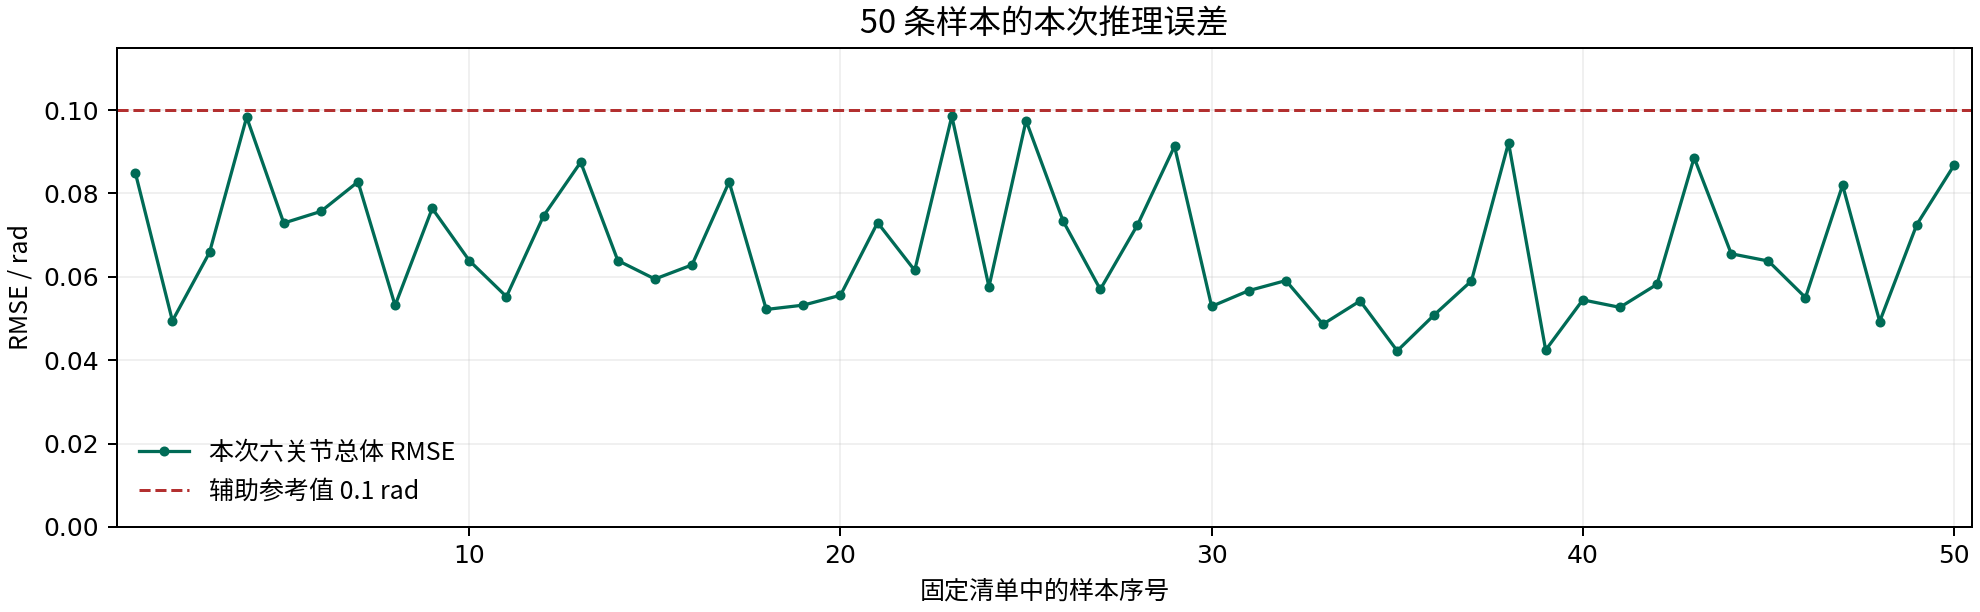 50 条样本的本次推理误差
RMSE / rad
0.10
0.08
0.06
0.04
0.02
0.00
本次六关节总体 RMSE
辅助参考值 0.1 rad
10
20
30
40
50
固定清单中的样本序号